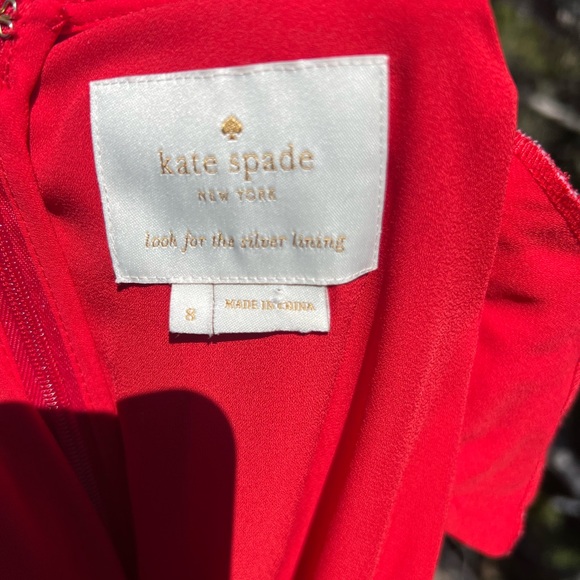 kate spade
NEW YORK
look for the silver lining
8
MADE IN CHINA